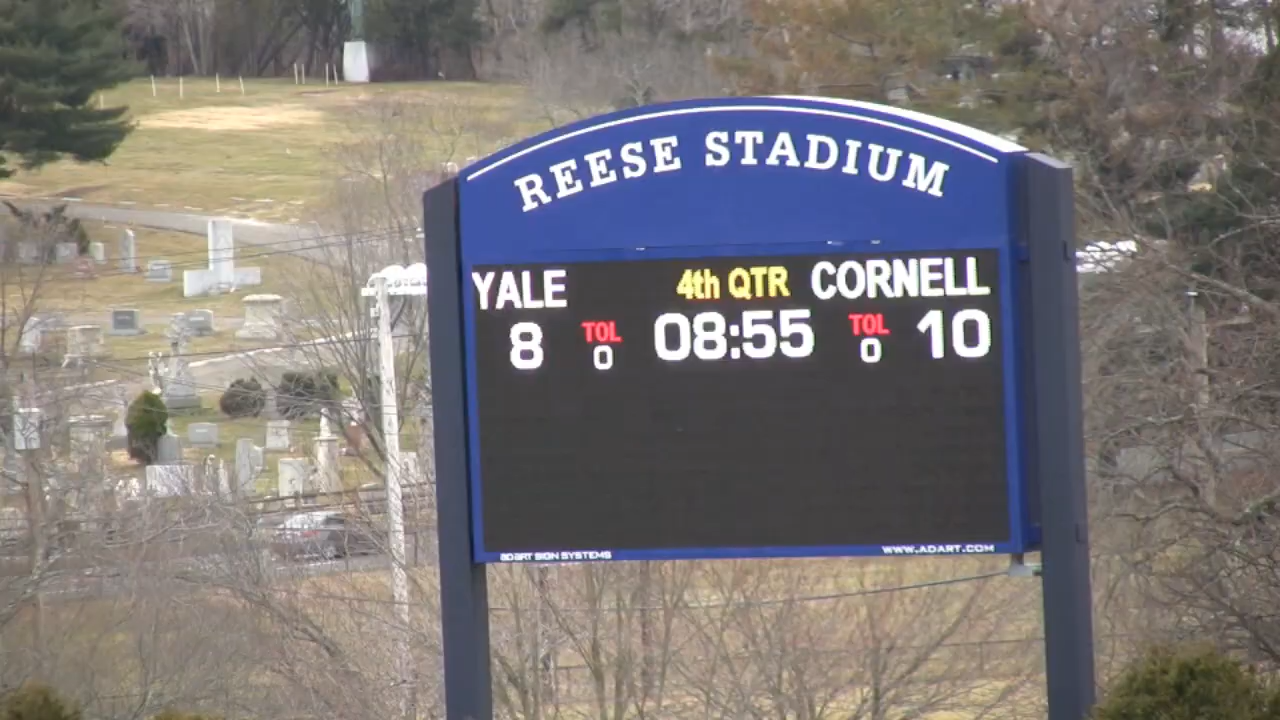 REESE STADIUM
YALE 4th QTR CORNELL
8 TOL 0 08:55 TOL 0 10
ADART SIGN SYSTEMS WWW.ADART.COM